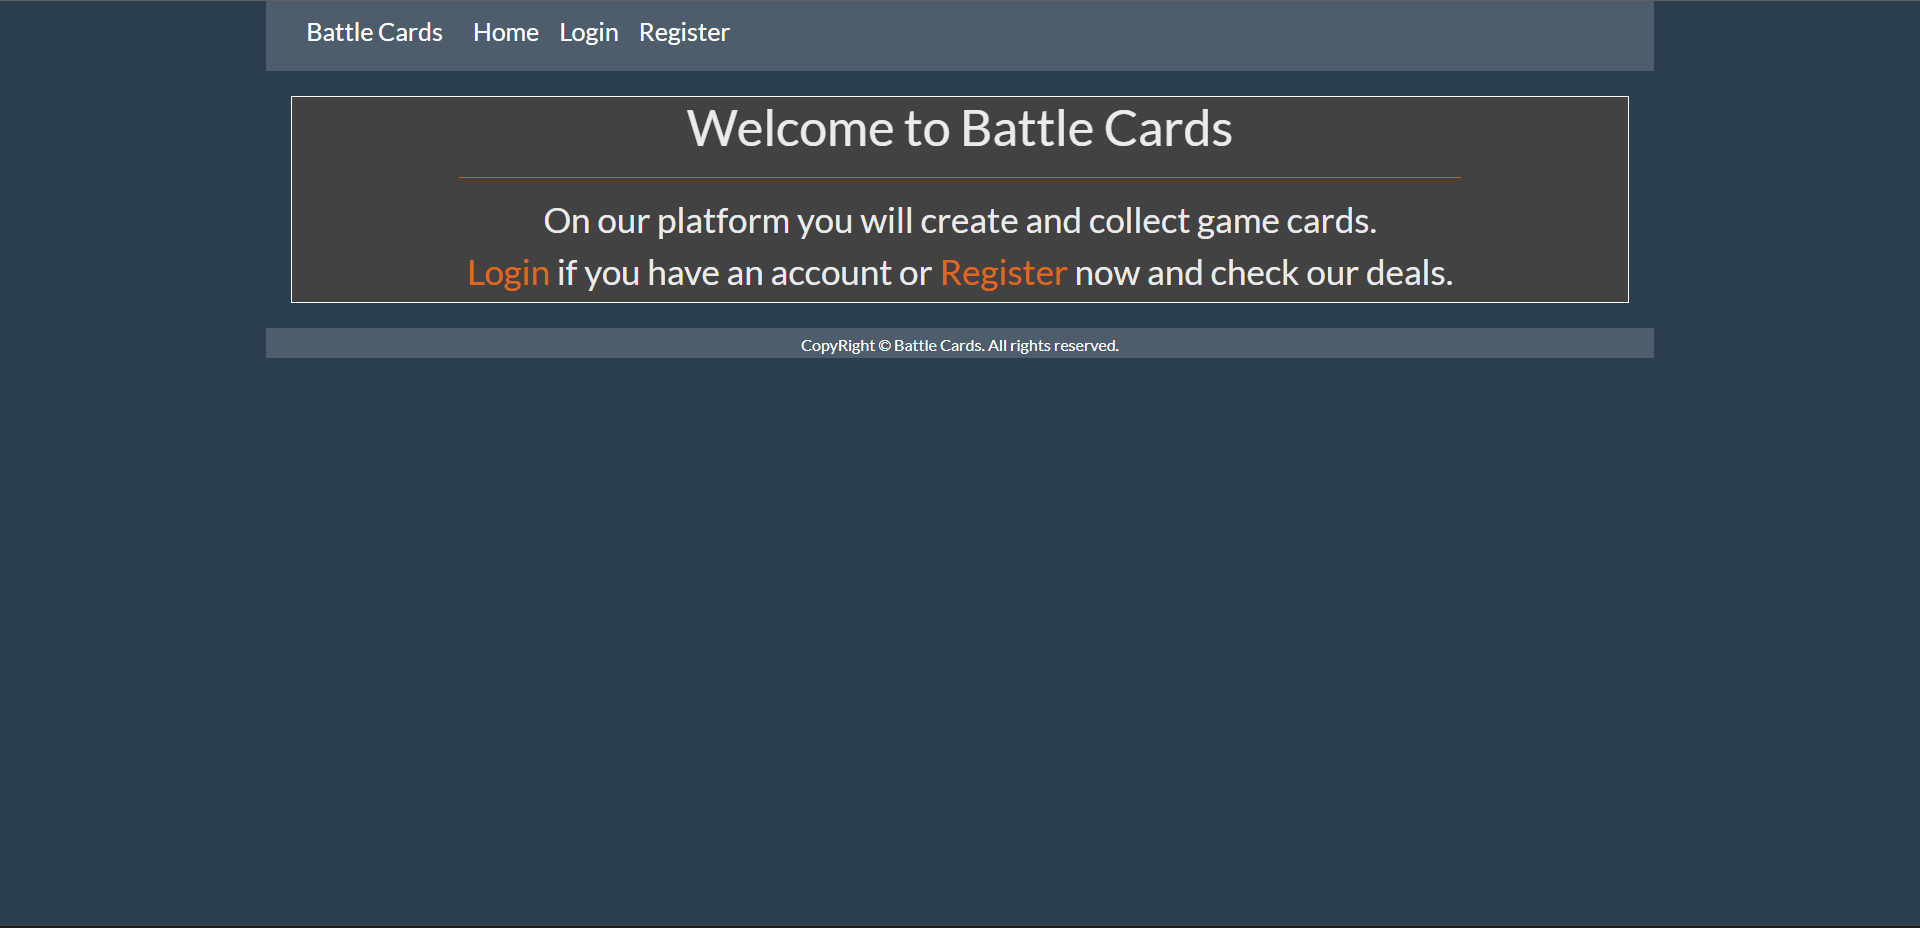 Battle Cards Home Login Register
Welcome to Battle Cards
On our platform you will create and collect game cards.
Login if you have an account or Register now and check our deals.
CopyRight © Battle Cards. All rights reserved.